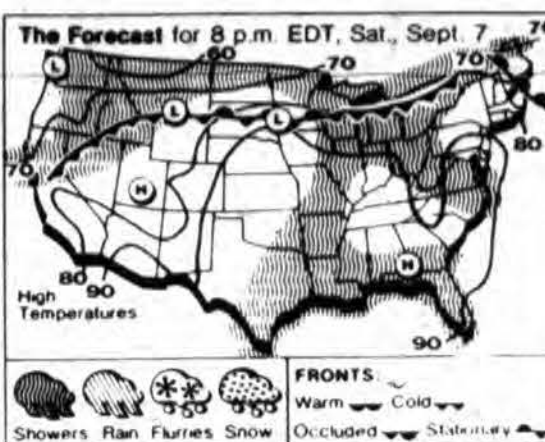 The Forecast for 8 p.m. EDT, Sat., Sept. 7
70
60
70
70
L
L
L
80
70
H
H
80
90
High
Temperatures
90
Showers Rain Flurries Snow
FRONTS:
Warm Cold
Occluded Stationary